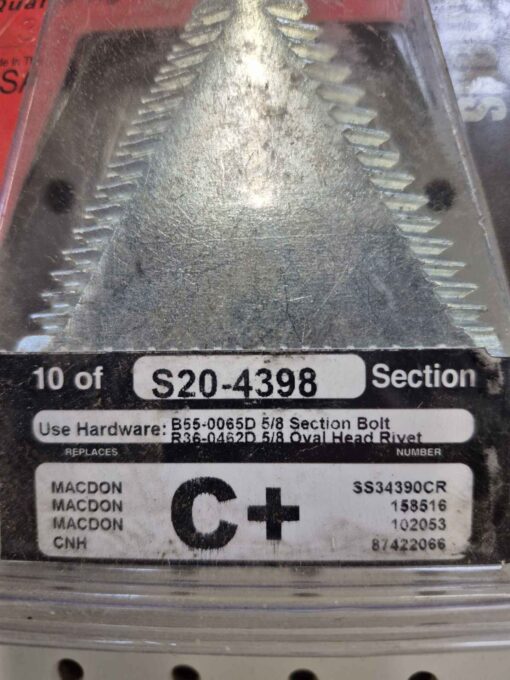 10 of S20-4398 Section
Use Hardware: B55-0065D 5/8 Section Bolt
R36-0462D 5/8 Oval Head Rivet
REPLACES NUMBER
MACDON SS34390CR
MACDON 158516
MACDON 102053
CNH 87422066
C+